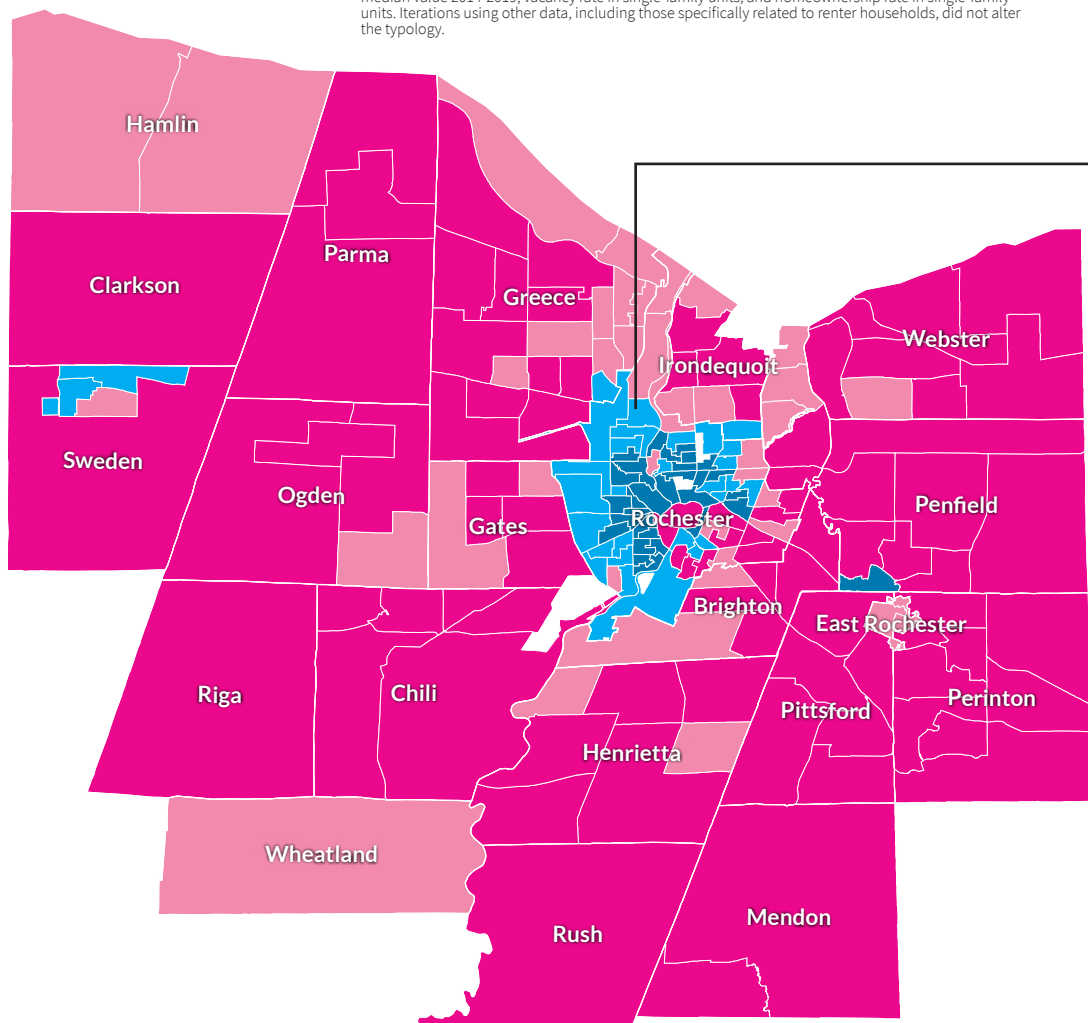 units. Iterations using other data, including those specifically related to renter households, did not alter
the typology.
Hamlin
Parma
Clarkson
Greece
Webster
Irondequoit
Sweden
Ogden
Penfield
Rochester
Gates
Brighton
East Rochester
Riga
Chili
Perinton
Pittsford
Henrietta
Wheatland
Mendon
Rush